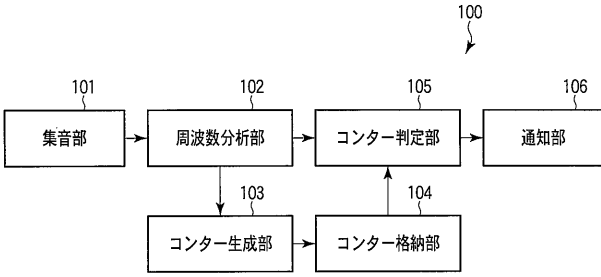 100
101
102
105
106
集音部
周波数分析部
コンター判定部
通知部
103
104
コンター生成部
コンター格納部